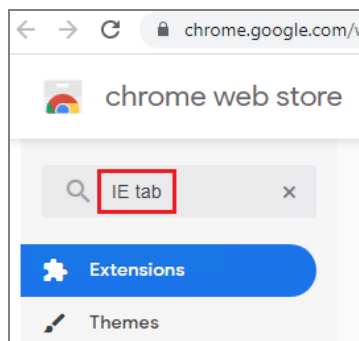 chrome.google.com/
chrome web store
IE tab
Extensions
Themes